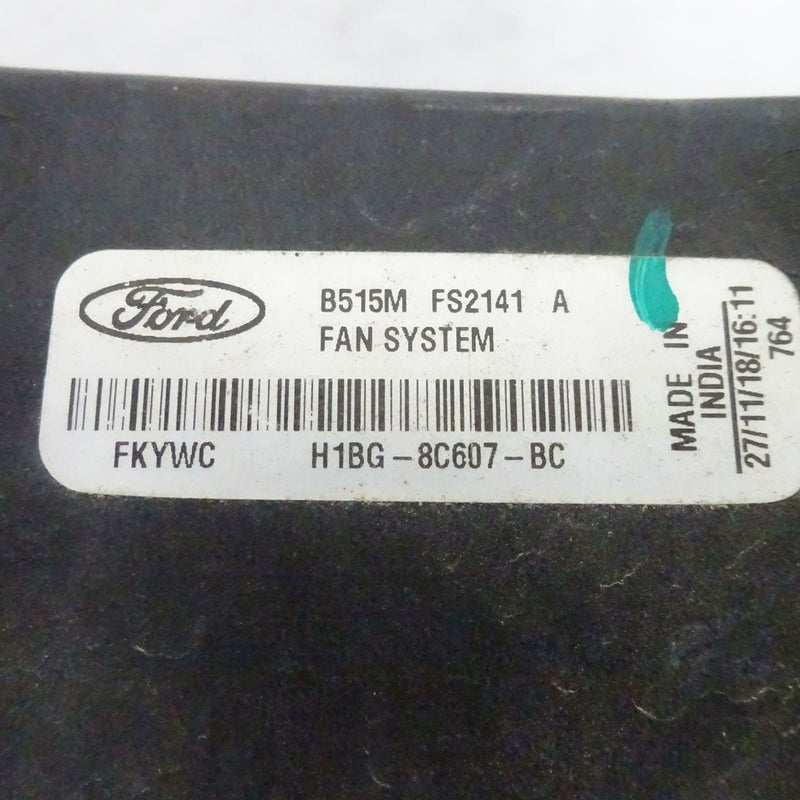 Ford
B515M FS2141 A
FAN SYSTEM
FKYWC H1BG-8C607-BC
MADE IN
INDIA
27/11/18/16:11
764